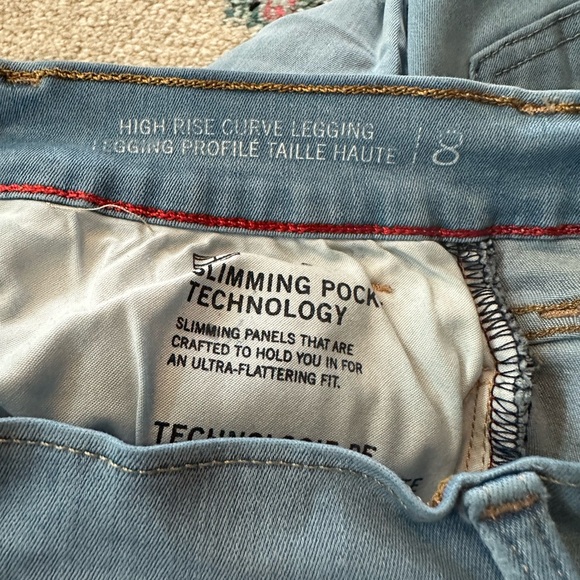 HIGH RISE CURVE LEGGING
LEGGING PROFILÉ TAILLE HAUTE
8
SLIMMING POCK
TECHNOLOGY
SLIMMING PANELS THAT ARE
CRAFTED TO HOLD YOU IN FOR
AN ULTRA-FLATTERING FIT.